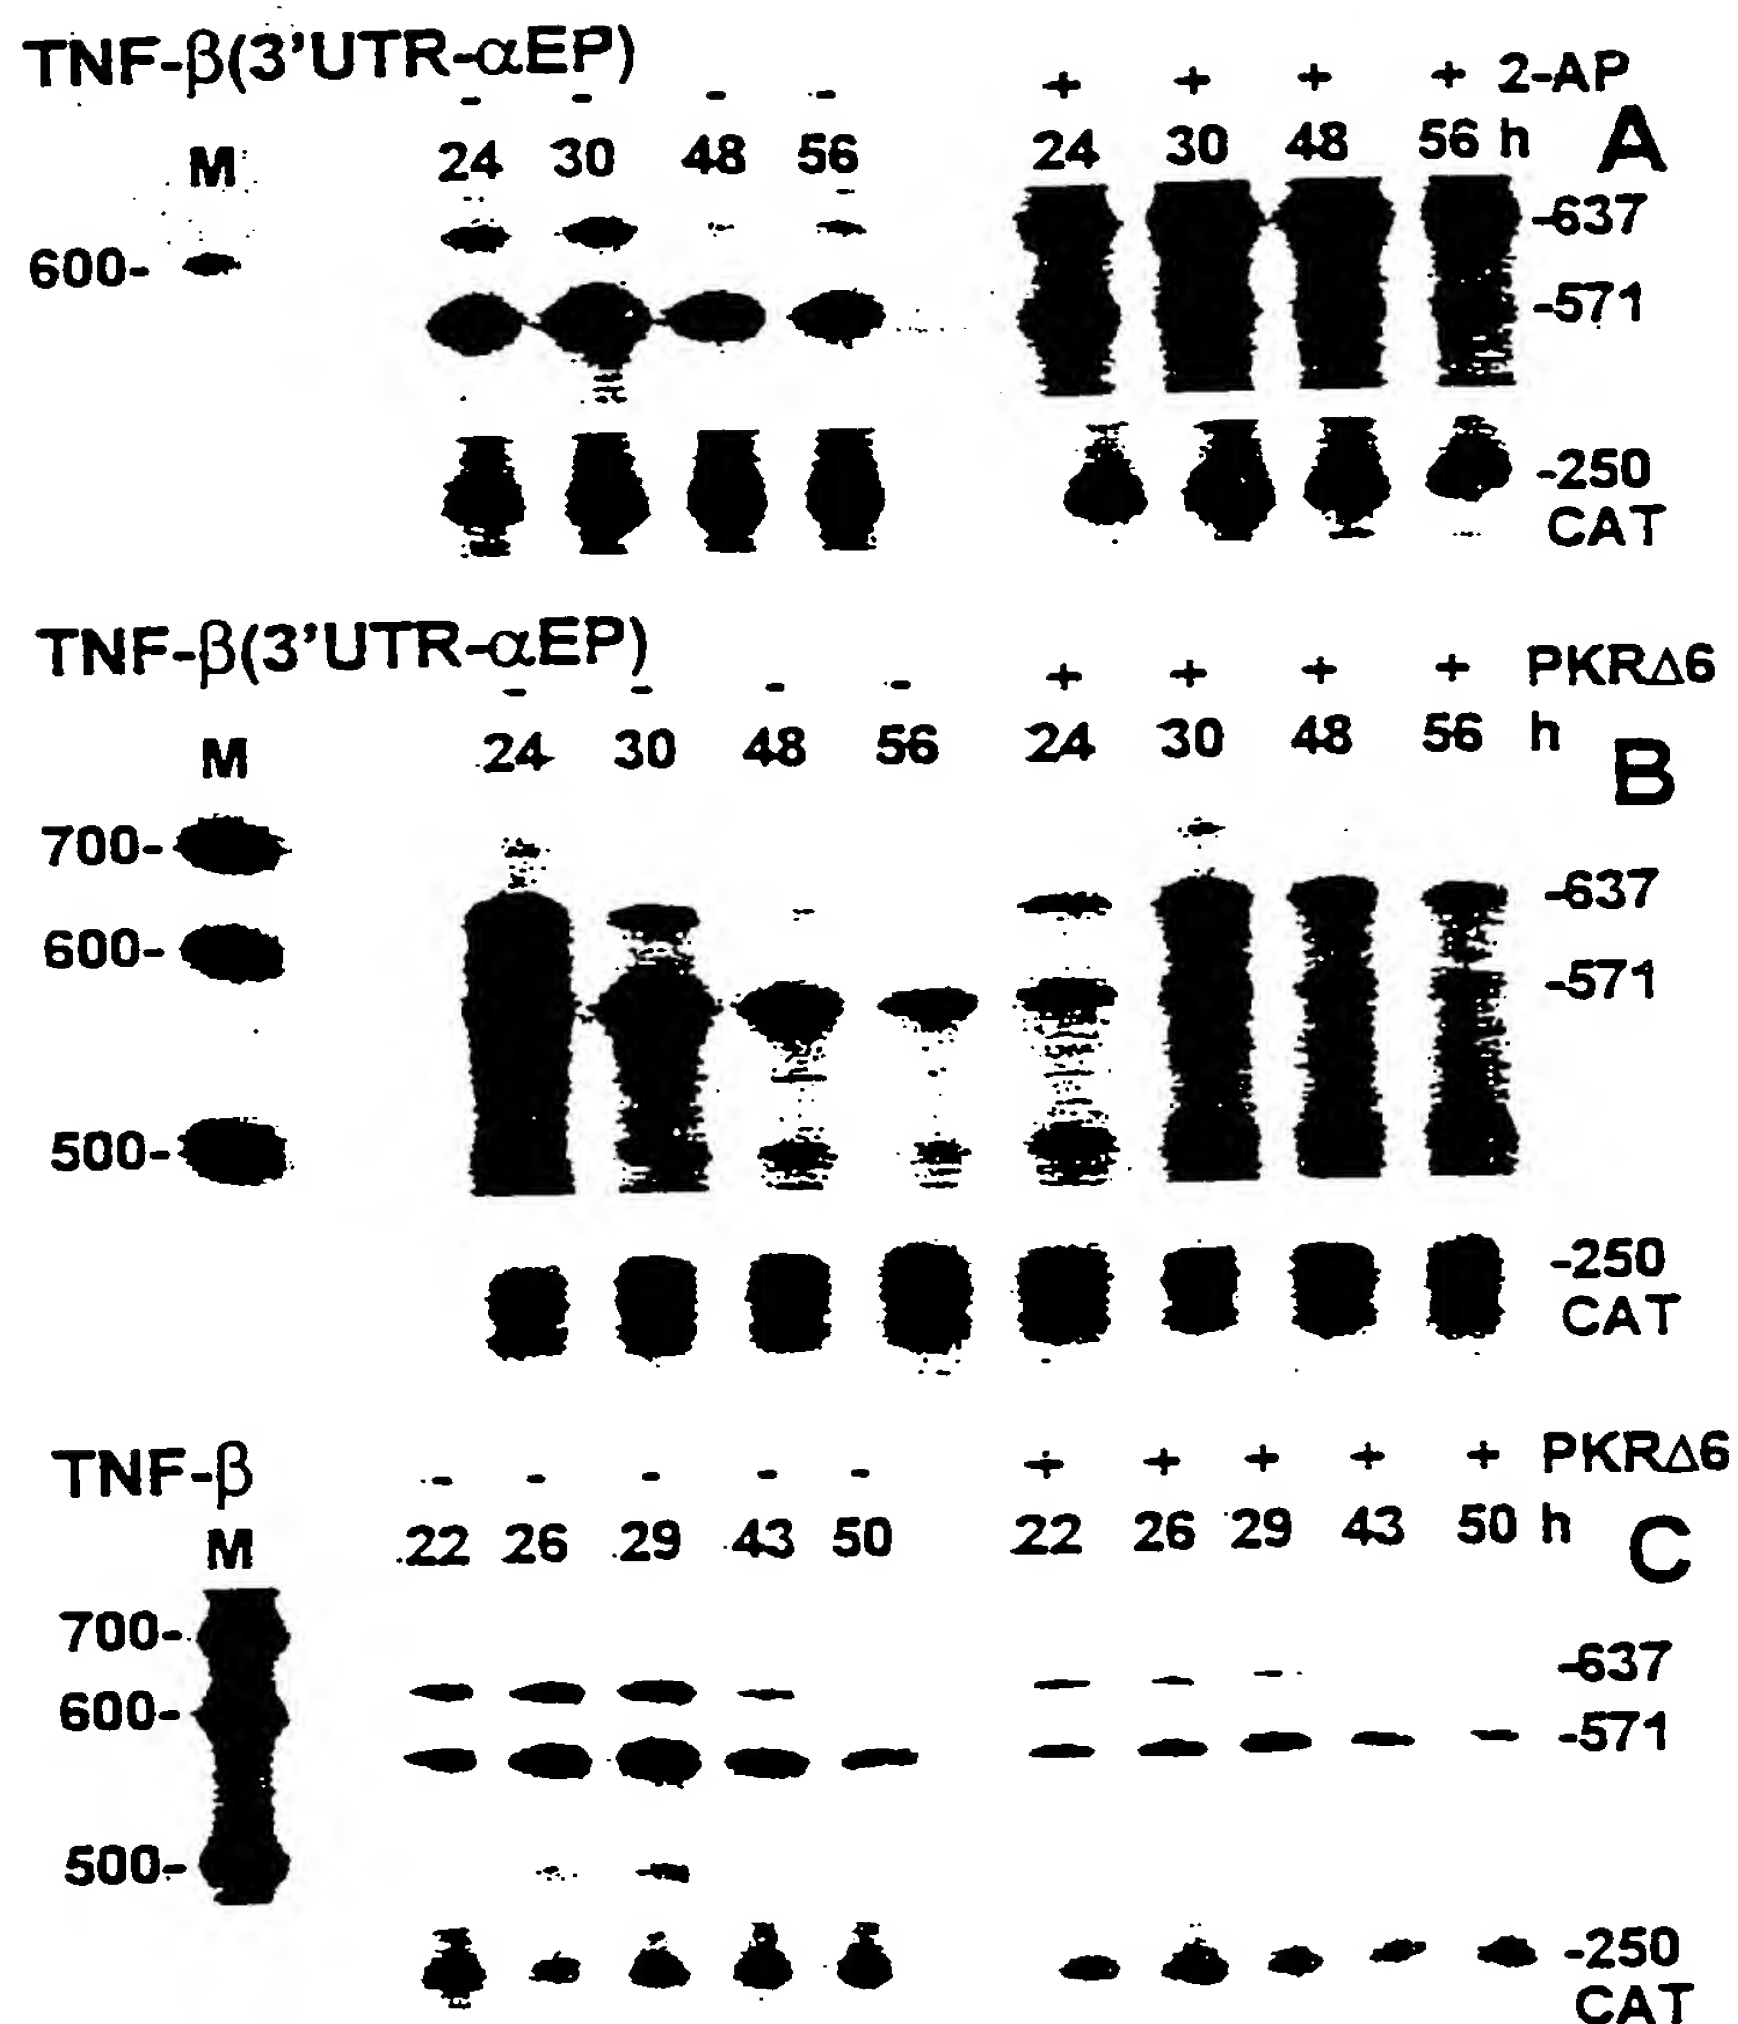 TNF-β(3’UTR-αEP)
- - - - + + + + 2-AP
M 24 30 48 56 24 30 48 56 h A
-637
600-
-571
-250
CAT
TNF-β(3’UTR-αEP)
- - - - + + + + PKRΔ6
M 24 30 48 56 24 30 48 56 h B
700-
-637
600-
-571
500-
-250
CAT
TNF-β
- - - - - + + + + + PKRΔ6
M 22 26 29 43 50 22 26 29 43 50 h C
700-
-637
600-
-571
500-
-250
CAT